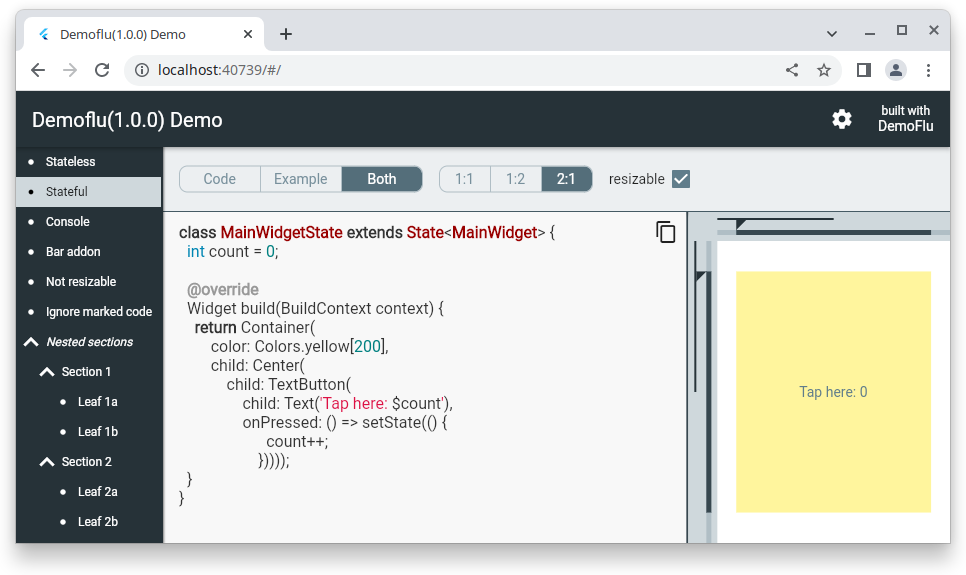 Demoflu(1.0.0) Demo
localhost:40739/#/
Demoflu(1.0.0) Demo
built with
DemoFlu
Stateless
Stateful
Console
Bar addon
Not resizable
Ignore marked code
Nested sections
Section 1
Leaf 1a
Leaf 1b
Section 2
Leaf 2a
Leaf 2b
Code Example Both 1:1 1:2 2:1 resizable
class MainWidgetState extends State<MainWidget> {
  int count = 0;

  @override
  Widget build(BuildContext context) {
    return Container(
        color: Colors.yellow[200],
        child: Center(
            child: TextButton(
                child: Text('Tap here: $count'),
                onPressed: () => setState(() {
                      count++;
                    }))));
  }
}
Tap here: 0